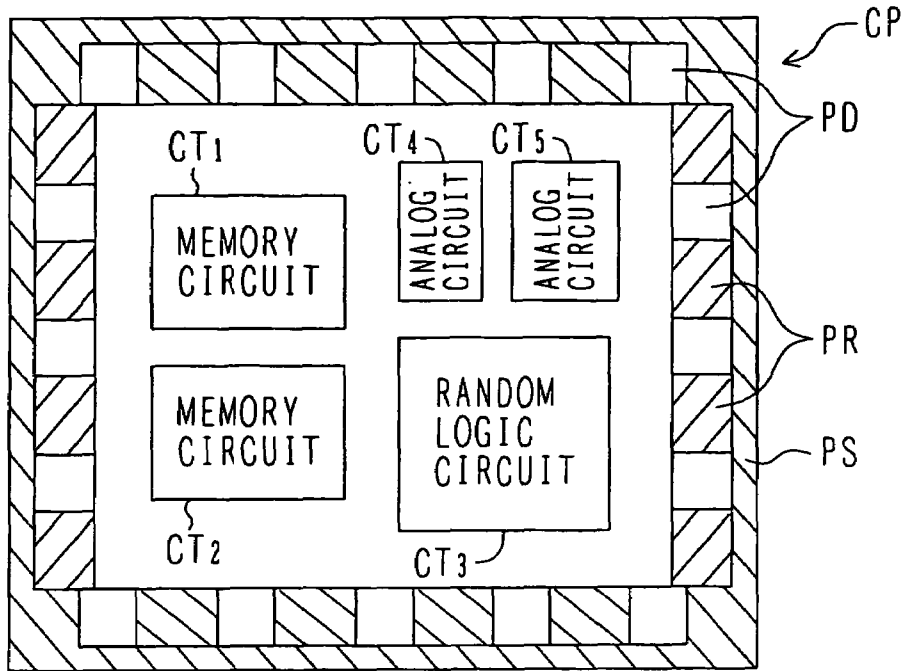 CP
PD
CT1
CT4
CT5
MEMORY
CIRCUIT
ANALOG
CIRCUIT
ANALOG
CIRCUIT
PR
MEMORY
CIRCUIT
RANDOM
LOGIC
CIRCUIT
PS
CT2
CT3